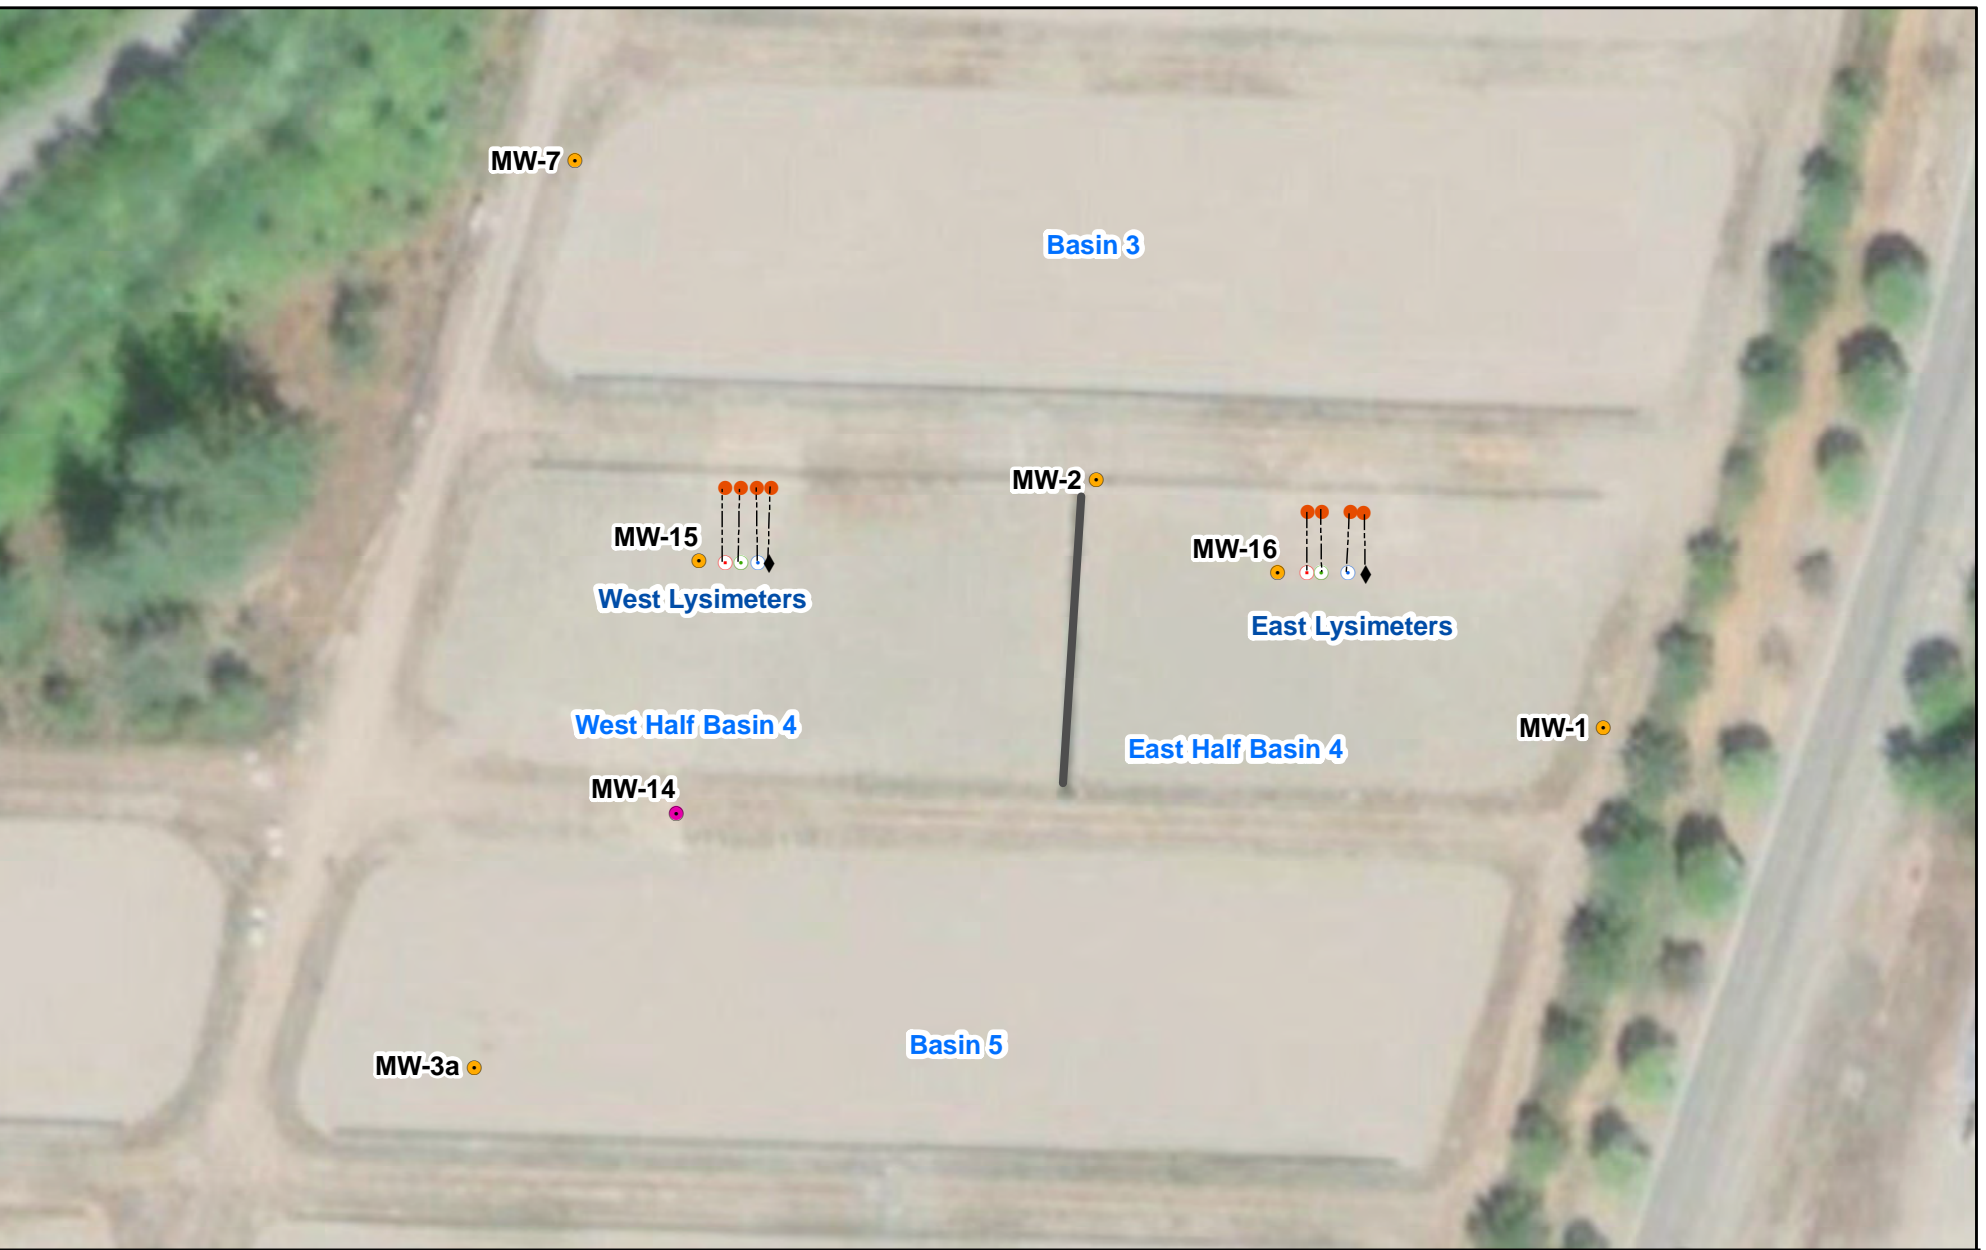 MW-7
Basin 3
MW-2
MW-15
MW-16
West Lysimeters
East Lysimeters
West Half Basin 4
MW-1
East Half Basin 4
MW-14
Basin 5
MW-3a